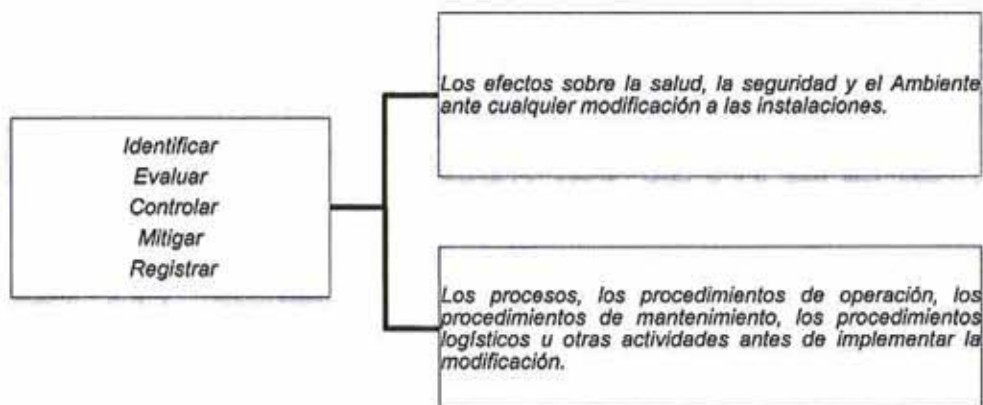 Identificar
Evaluar
Controlar
Mitigar
Registrar
Los efectos sobre la salud, la seguridad y el Ambiente
ante cualquier modificación a las instalaciones.
Los procesos, los procedimientos de operación, los
procedimientos de mantenimiento, los procedimientos
logísticos u otras actividades antes de implementar la
modificación.